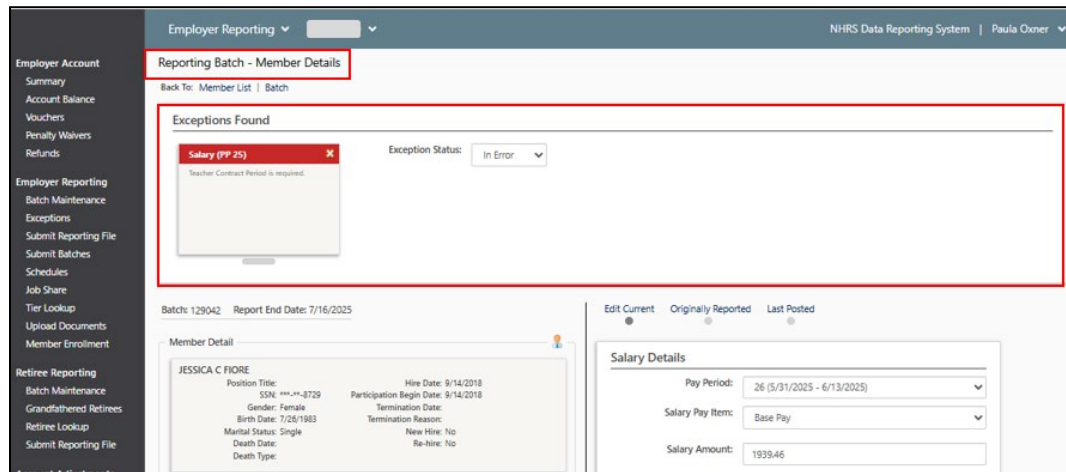 Employer Reporting
NHRS Data Reporting System | Paula Oxner
Employer Account
Summary
Account Balance
Vouchers
Penalty Waivers
Refunds
Employer Reporting
Batch Maintenance
Exceptions
Submit Reporting File
Submit Batches
Schedules
Job Share
Tier Lookup
Upload Documents
Member Enrollment
Retiree Reporting
Batch Maintenance
Grandfathered Retirees
Retiree Lookup
Submit Reporting File
Reporting Batch - Member Details
Back To: Member List | Batch
Exceptions Found
Salary (PP 25)
Teacher Contract Period is required.
Exception Status: In Error
Batch: 129042 Report End Date: 7/16/2025
Member Detail
JESSICA C FIORE
Position Title:
SSN: ***-**-8729
Gender: Female
Birth Date: 7/26/1983
Marital Status: Single
Death Date:
Death Type:
Hire Date: 9/14/2018
Participation Begin Date: 9/14/2018
Termination Date:
Termination Reason:
New Hire: No
Re-hire: No
Edit Current Originally Reported Last Posted
Salary Details
Pay Period: 26 (5/31/2025 - 6/13/2025)
Salary Pay Item: Base Pay
Salary Amount: 1939.46